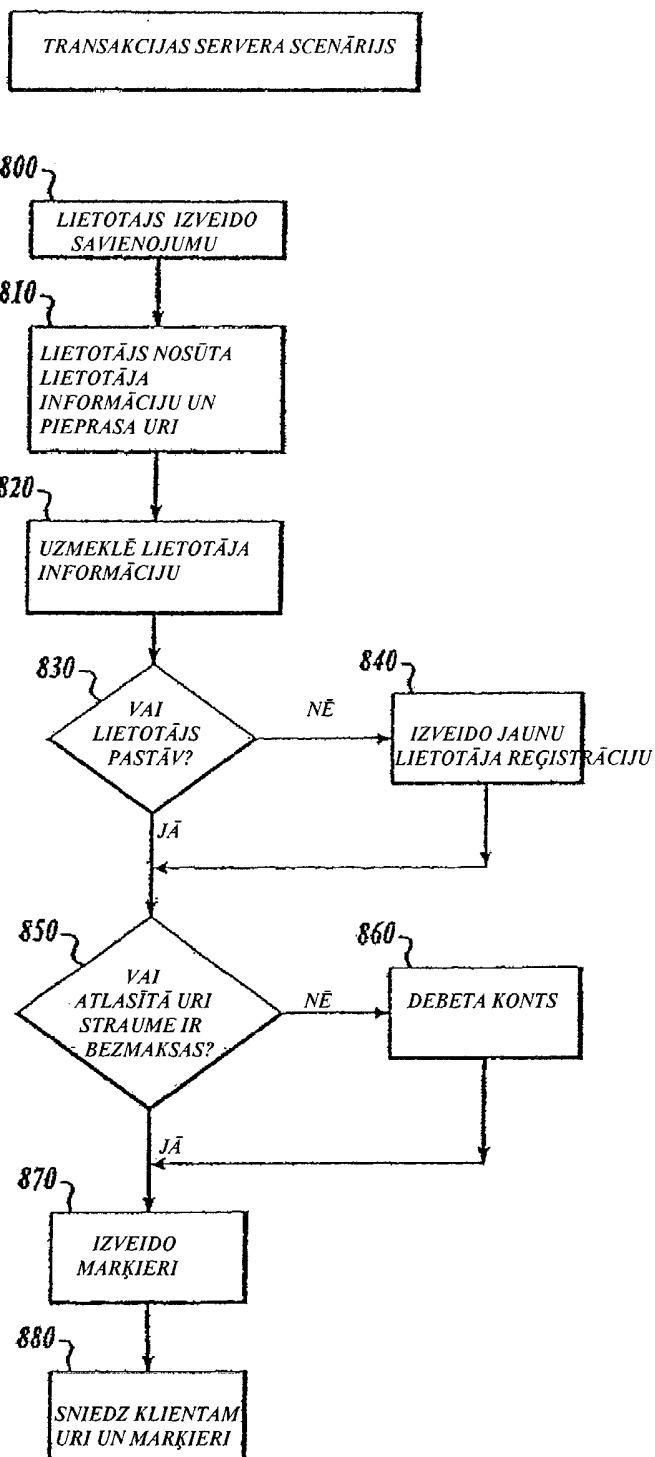 TRANSAKCIJAS SERVERA SCENĀRIJS
800
LIETOTAJS IZVEIDO
SAVIENOJUMU
810
LIETOTĀJS NOSŪTA
LIETOTĀJA
INFORMĀCIJU UN
PIEPRASA URI
820
UZMEKLĒ LIETOTĀJA
INFORMĀCIJU
830
VAI
LIETOTĀJS
PASTĀV?
NĒ
840
IZVEIDO JAUNU
LIETOTĀJA REĢISTRĀCIJU
JĀ
850
VAI
ATLASĪTĀ URI
STRAUME IR
BEZMAKSAS?
NĒ
860
DEBETA KONTS
JĀ
870
IZVEIDO
MARĶIERI
880
SNIEDZ KLIENTAM
URI UN MARĶIERI